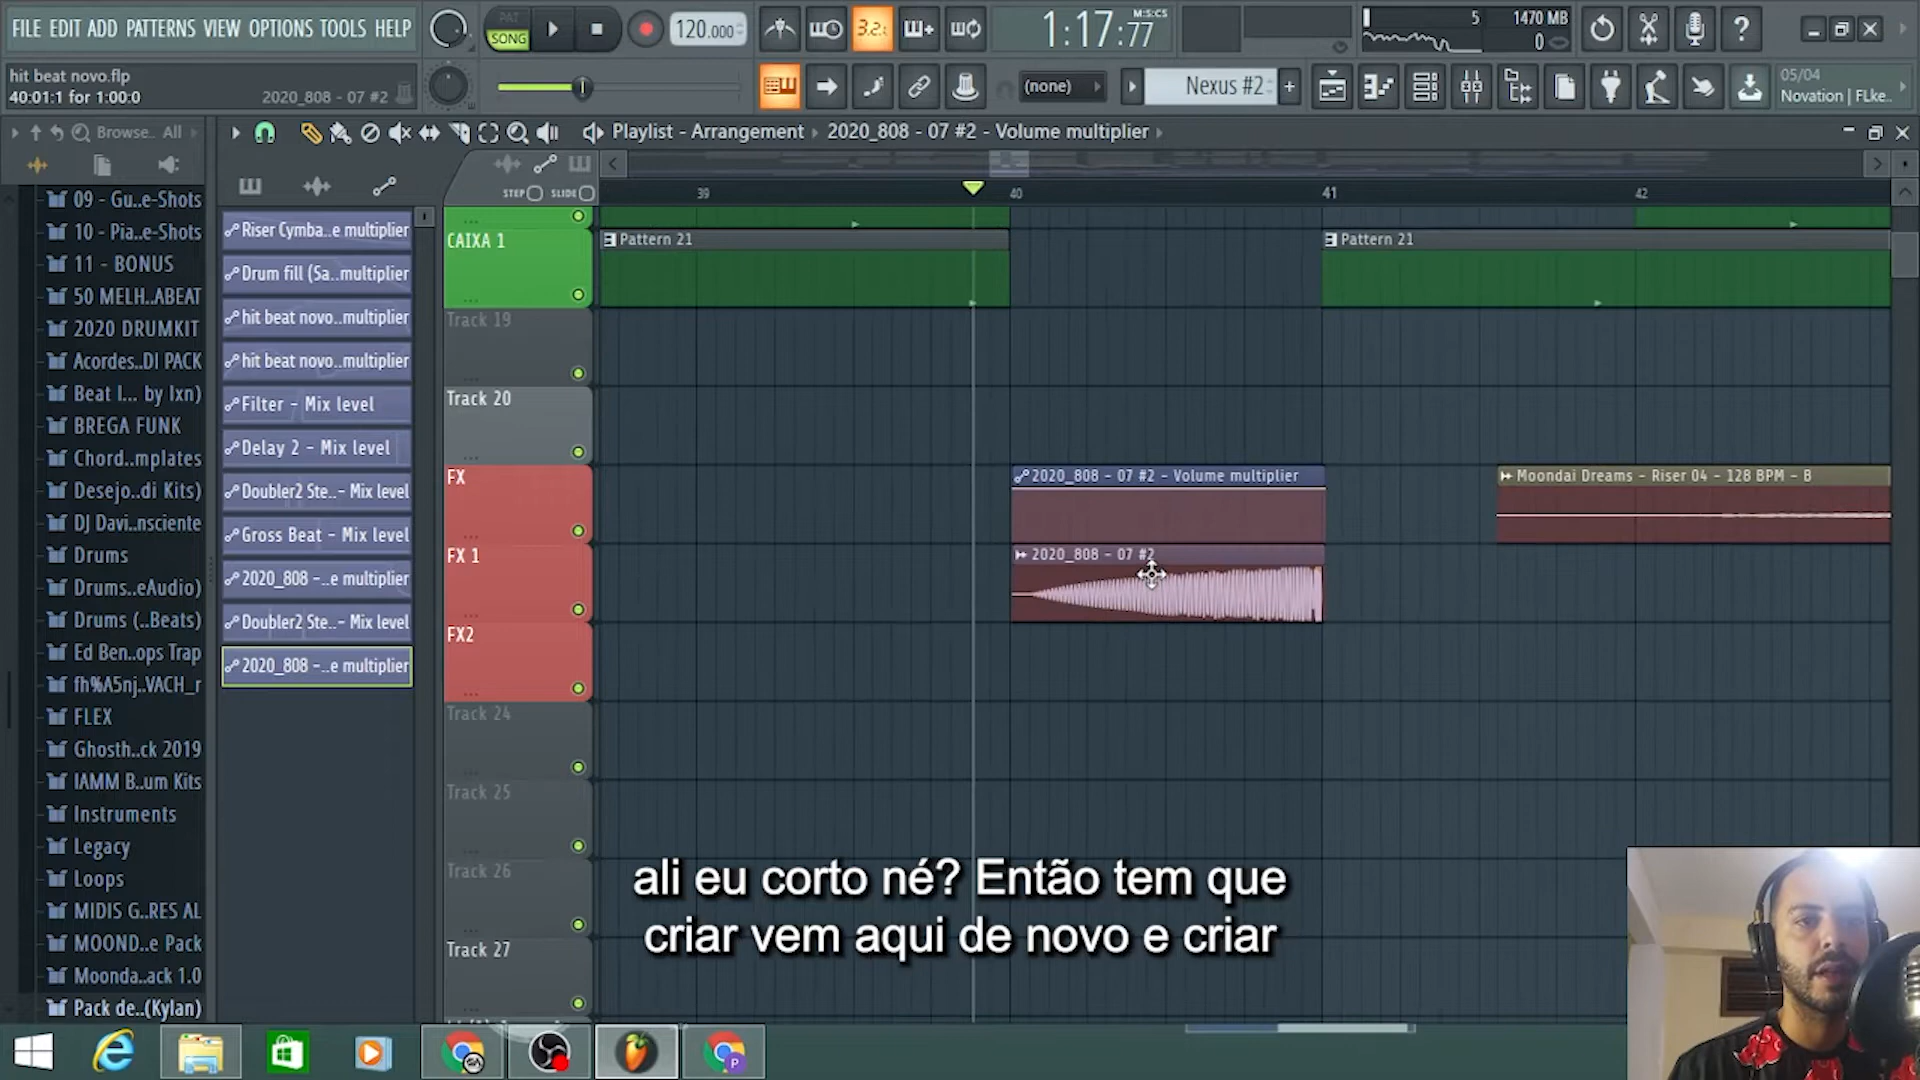 FILE EDIT ADD PATTERNS VIEW OPTIONS TOOLS HELP
PAT
SONG
120.000
3.2.
1:17:77
M:S:CS
5
1470 MB
0
hit beat novo.flp
40:01:1 for 1:00:0
2020_808 - 07 #2
(none)
Nexus #2
05/04
Novation | FLke..
Browse.. All
Playlist - Arrangement
2020_808 - 07 #2 - Volume multiplier
STEP
SLIDE
39
40
41
42
09 - Gu..e-Shots
10 - Pia..e-Shots
11 - BONUS
50 MELH..ABEAT
2020 DRUMKIT
Acordes..DI PACK
Beat I... by Ixn)
BREGA FUNK
Chord..mplates
Desejo..di Kits)
DJ Davi..nsciente
Drums
Drums..eAudio)
Drums (..Beats)
Ed Ben..ops Trap
fh%A5nj..VACH_r
FLEX
Ghosth..ck 2019
IAMM B..um Kits
Instruments
Legacy
Loops
MIDIS G..RES AL
MOOND..e Pack
Moonda..ack 1.0
Pack de..(Kylan)
Riser Cymba..e multiplier
Drum fill (Sa..multiplier
hit beat novo..multiplier
hit beat novo..multiplier
Filter - Mix level
Delay 2 - Mix level
Doubler2 Ste..- Mix level
Gross Beat - Mix level
2020_808 -..e multiplier
Doubler2 Ste..- Mix level
2020_808 -..e multiplier
CAIXA 1
Track 19
Track 20
FX
FX 1
FX2
Track 24
Track 25
Track 26
Track 27
Pattern 21
Pattern 21
2020_808 - 07 #2 - Volume multiplier
Moondai Dreams - Riser 04 - 128 BPM - B
2020_808 - 07 #2
ali eu corto né? Então tem que
criar vem aqui de novo e criar